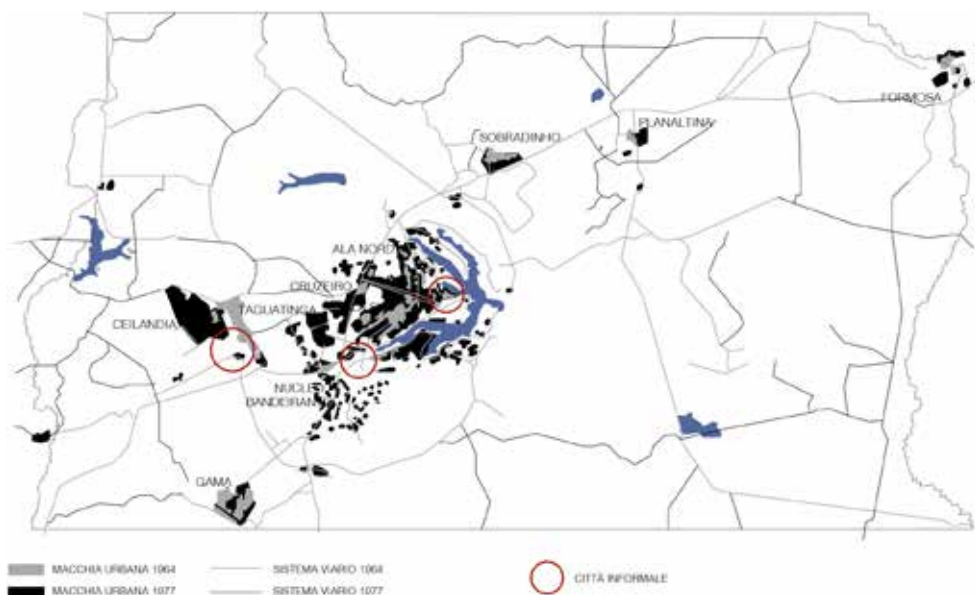 FORMOSA
PLANALTINA
SOBRADINHO
ALA NORD
CRUZEIRO
TAGUATINGA
CEILANDIA
NUCLEO
BANDEIRAN
GAMA
MACCHIA URBANA 1964
SISTEMA VIARIO 1964
CITTÀ INFORMALE
MACCHIA URBANA 1977
SISTEMA VIARIO 1977